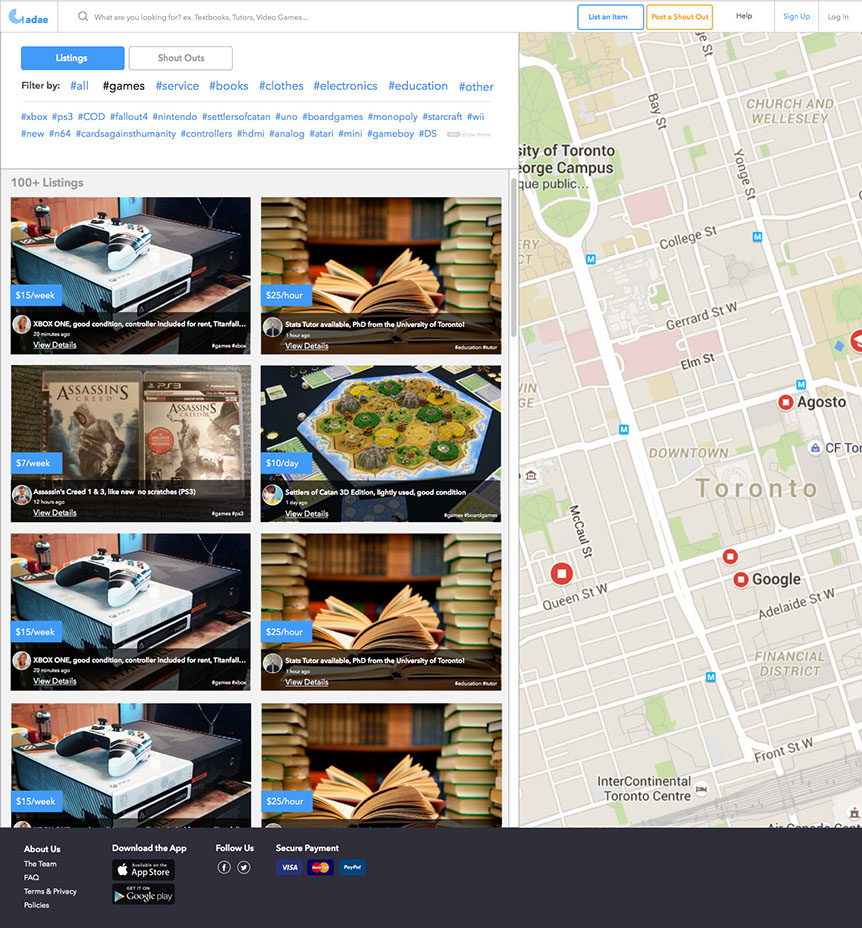 adae
What are you looking for? ex. Textbooks, Tutors, Video Games...
List an Item
Post a Shout Out
Help
Sign Up
Log In
Listings
Shout Outs
Filter by: #all #games #service #books #clothes #electronics #education #other
#xbox #ps3 #COD #fallout4 #nintendo #settlersofcatan #uno #boardgames #monopoly #starcraft #wii
#new #n64 #cardsagainsthumanity #controllers #hdmi #analog #atari #mini #gameboy #DS show more
100+ Listings
$15/week
XBOX ONE, good condition, controller included for rent, Titanfall...
20 minutes ago
View Details
#games #xbox
$25/hour
Stats Tutor available, PhD from the University of Toronto!
1 hour ago
View Details
#education #tutor
ASSASSIN'S
CREED
PS3
ASSASSIN'S
CREED III
$7/week
Assassin's Creed 1 & 3, like new no scratches (PS3)
12 hours ago
View Details
#games #ps3
$10/day
Settlers of Catan 3D Edition, lightly used, good condition
1 day ago
View Details
#games #boardgames
$15/week
XBOX ONE, good condition, controller included for rent, Titanfall...
20 minutes ago
View Details
#games #xbox
$25/hour
Stats Tutor available, PhD from the University of Toronto!
1 hour ago
View Details
#education #tutor
$15/week
$25/hour
Bay St
CHURCH AND
WELLESLEY
Yonge St
sity of Toronto
eorge Campus
que public...
College St
M
M
Gerrard St W
Elm St
M
Agosto
M
CF Tor
DOWNTOWN
Toronto
McCaul St
Google
Queen St W
Adelaide St W
FINANCIAL
DISTRICT
M
Front St W
InterContinental
Toronto Centre
About Us
The Team
FAQ
Terms & Privacy
Policies
Download the App
Available on the
App Store
GET IT ON
Google play
Follow Us
Secure Payment
VISA
MasterCard
PayPal